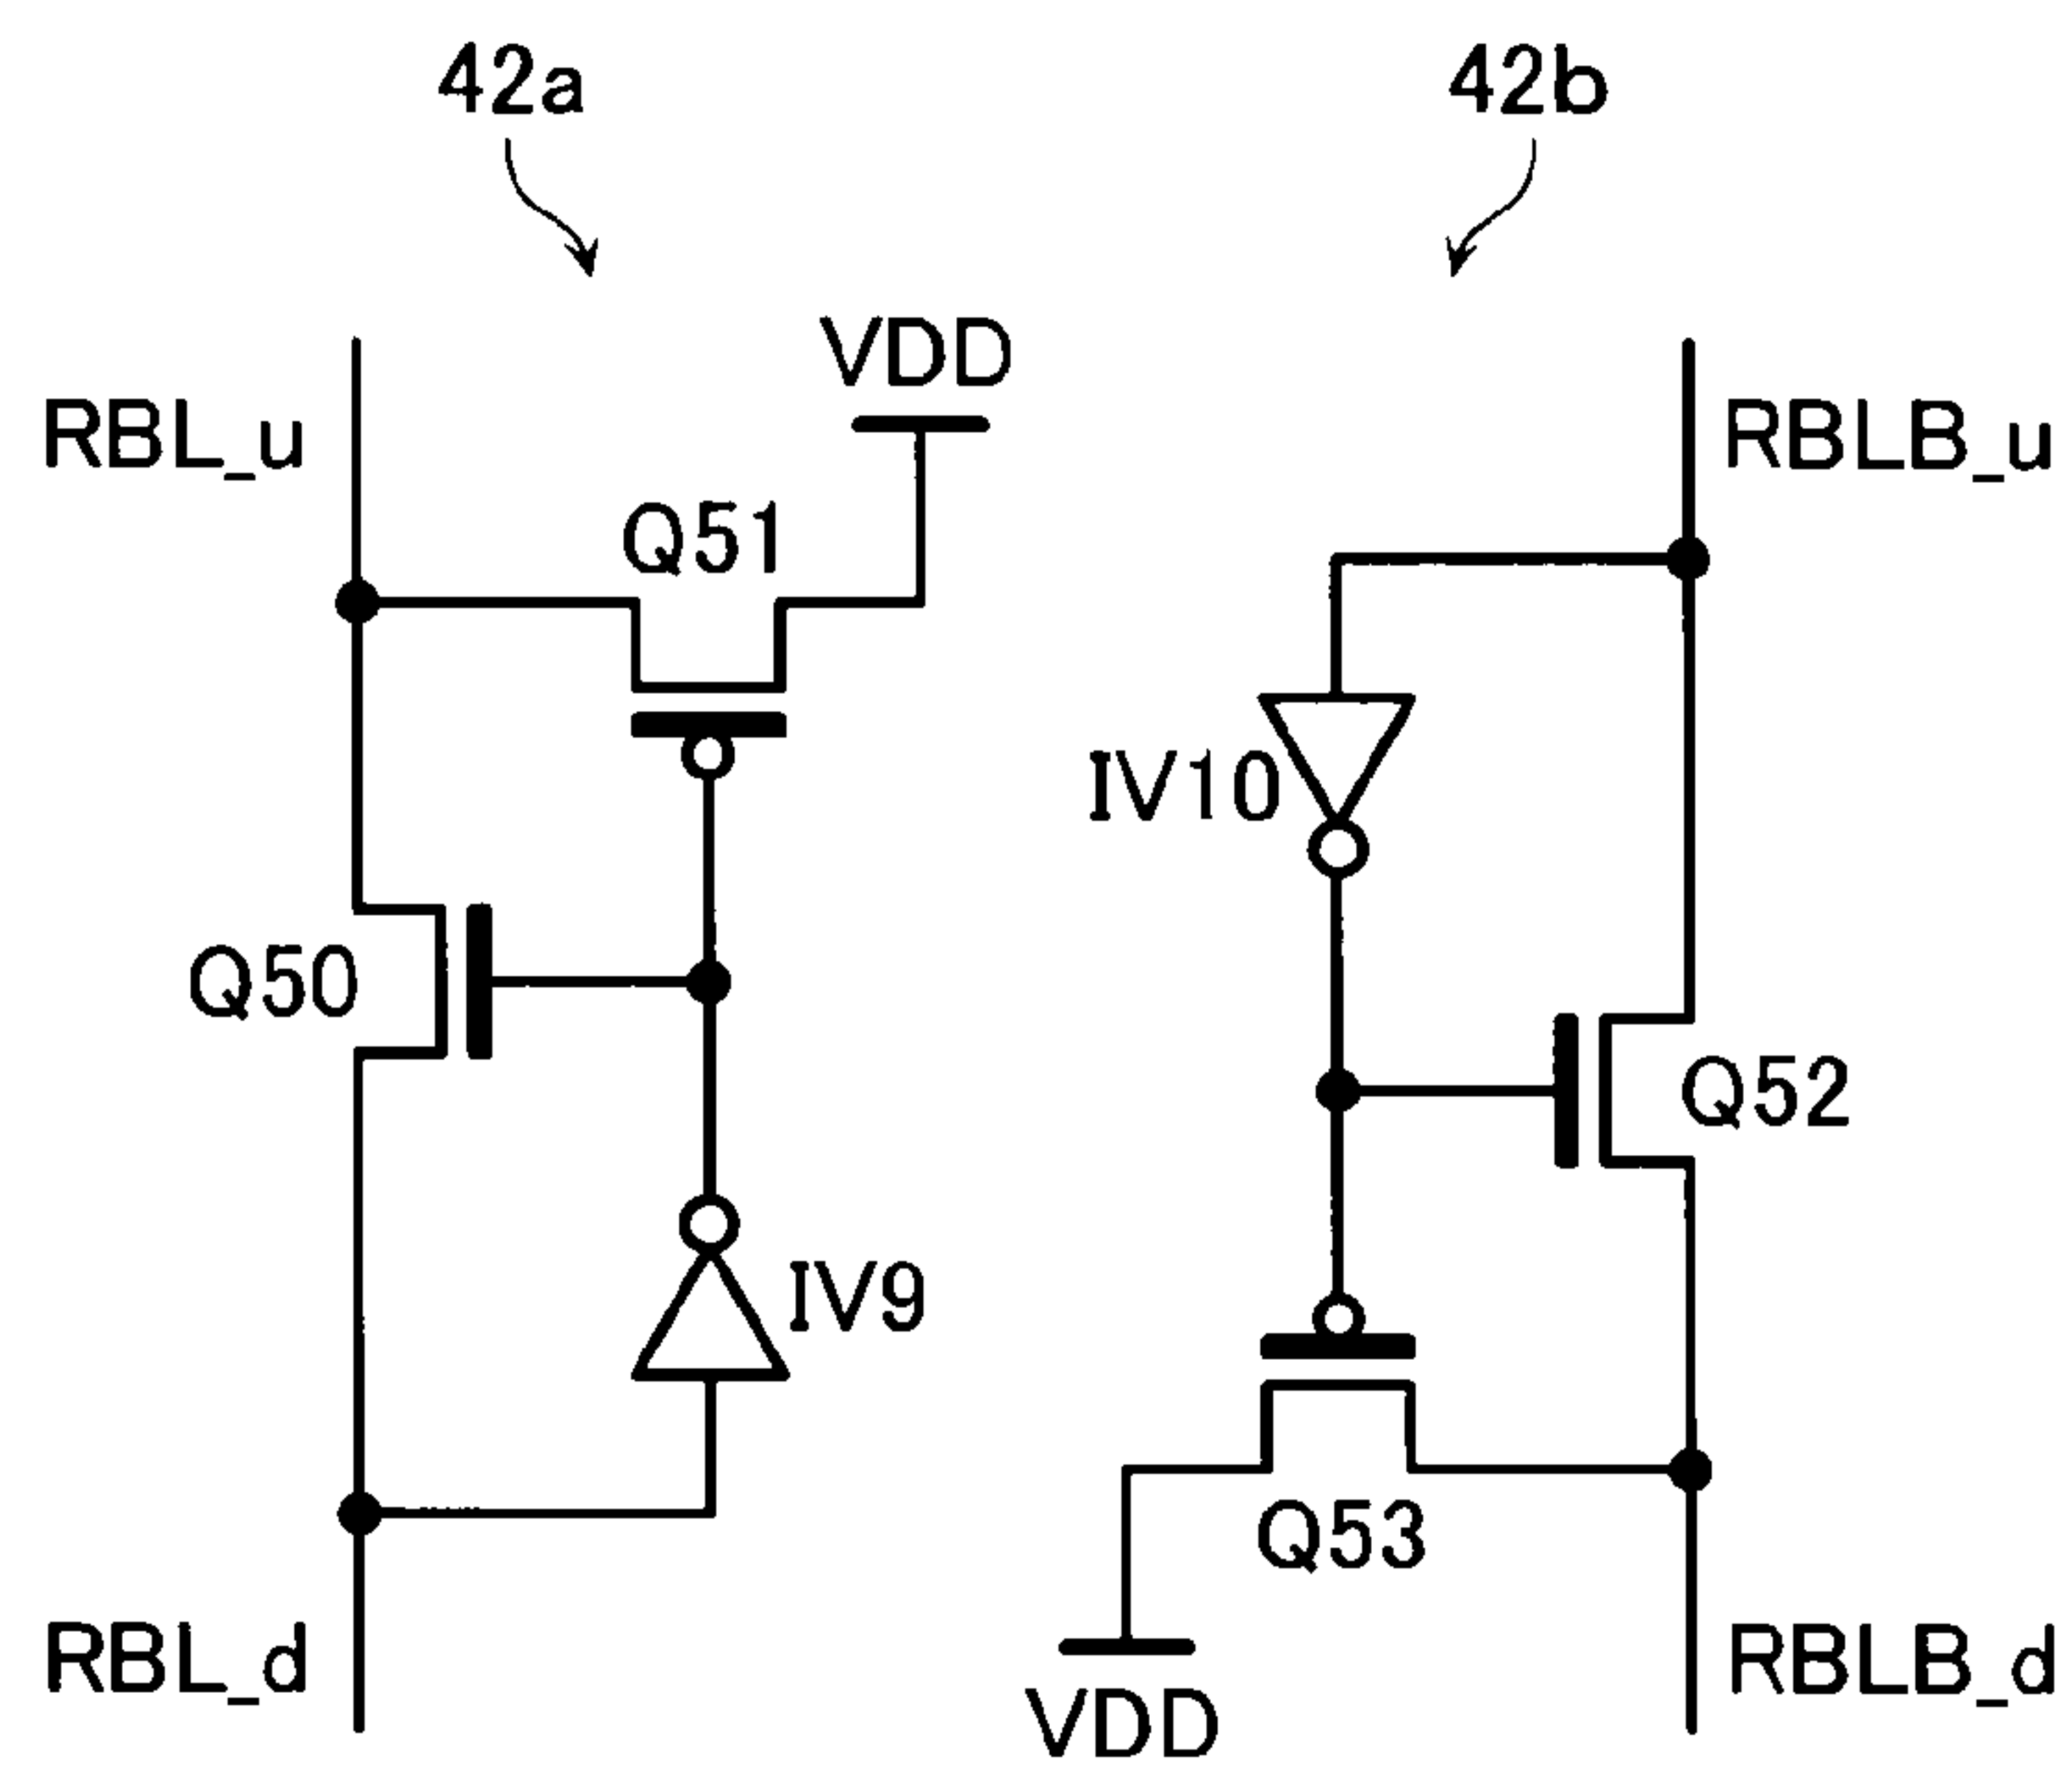 42a
42b
VDD
RBL_u
RBLB_u
Q51
IV10
Q50
Q52
IV9
Q53
RBL_d
RBLB_d
VDD